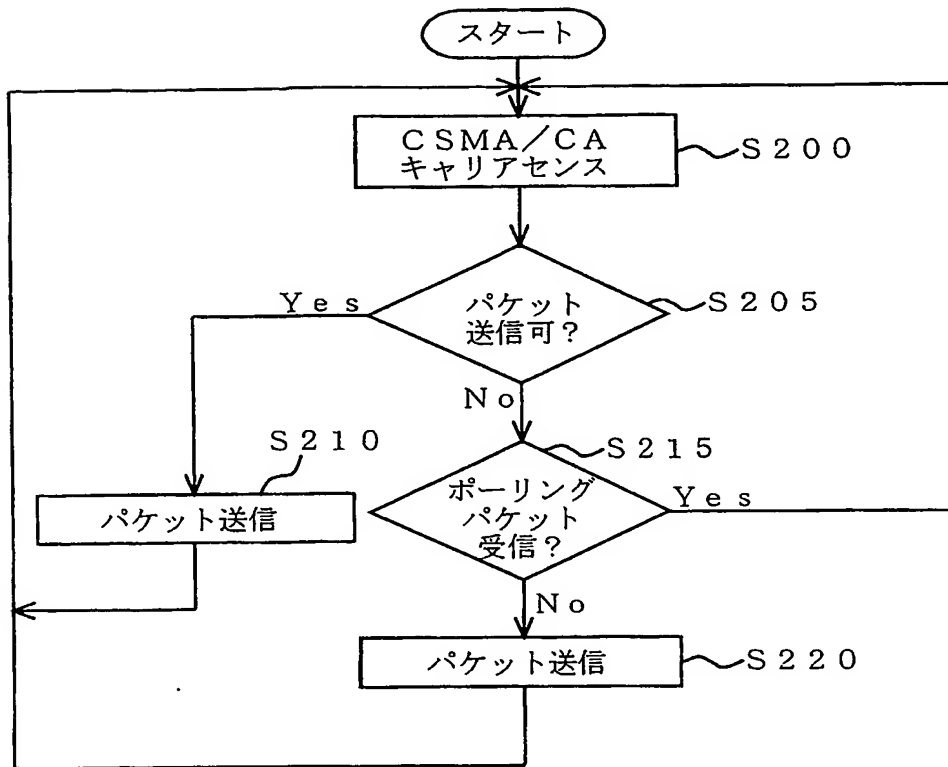 スタート
CSMA/CA
キャリアセンス
S200
パケット
送信可?
S205
Yes
No
S210
パケット送信
S215
ポーリング
パケット
受信?
Yes
No
パケット送信
S220